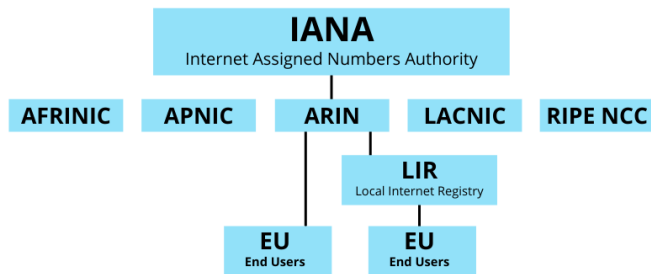 IANA
Internet Assigned Numbers Authority
AFRINIC APNIC ARIN LACNIC RIPE NCC
LIR
Local Internet Registry
EU EU
End Users End Users